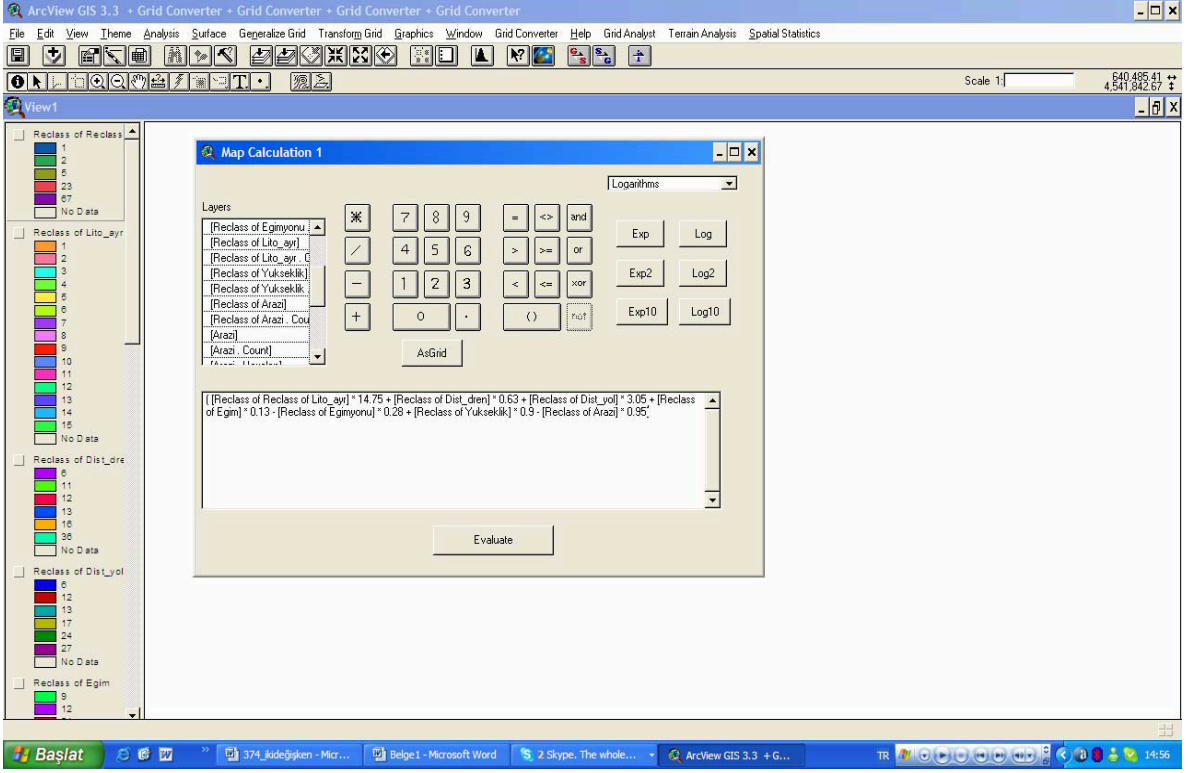 ArcView GIS 3.3 + Grid Converter + Grid Converter + Grid Converter + Grid Converter
File Edit View Theme Analysis Surface Generalize Grid Transform Grid Graphics Window Grid Converter Help Grid Analyst Terrain Analysis Spatial Statistics
Scale 1: 640,485.41
4,541,842.67
View1
Reclass of Reclass
1
2
5
23
67
No Data
Reclass of Lito_ayr
1
2
3
4
5
6
7
8
9
10
11
12
13
14
15
No Data
Reclass of Dist_dre
6
11
12
13
16
36
No Data
Reclass of Dist_yol
6
12
13
17
24
27
No Data
Reclass of Egim
9
12
Map Calculation 1
Logarithms
Layers
[Reclass of Egimyonu
[Reclass of Lito_ayr]
[Reclass of Lito_ayr . C
[Reclass of Yukseklik]
[Reclass of Yukseklik
[Reclass of Arazi]
[Reclass of Arazi . Cou
[Arazi]
[Arazi . Count]
7 8 9 = <> and
/ 4 5 6 > >= or
- 1 2 3 < <= xor
+ 0 . ( ) not
AsGrid
Exp Log
Exp2 Log2
Exp10 Log10
( [Reclass of Reclass of Lito_ayr] * 14.75 + [Reclass of Dist_dren] * 0.63 + [Reclass of Dist_yol] * 3.05 + [Reclass
of Egim] * 0.13 - [Reclass of Egimyonu] * 0.28 + [Reclass of Yukseklik] * 0.9 - [Reclass of Arazi] * 0.95
Evaluate
Başlat
374_ikideğişken - Micr...
Belge1 - Microsoft Word
2 Skype. The whole...
ArcView GIS 3.3 + G...
TR
14:56